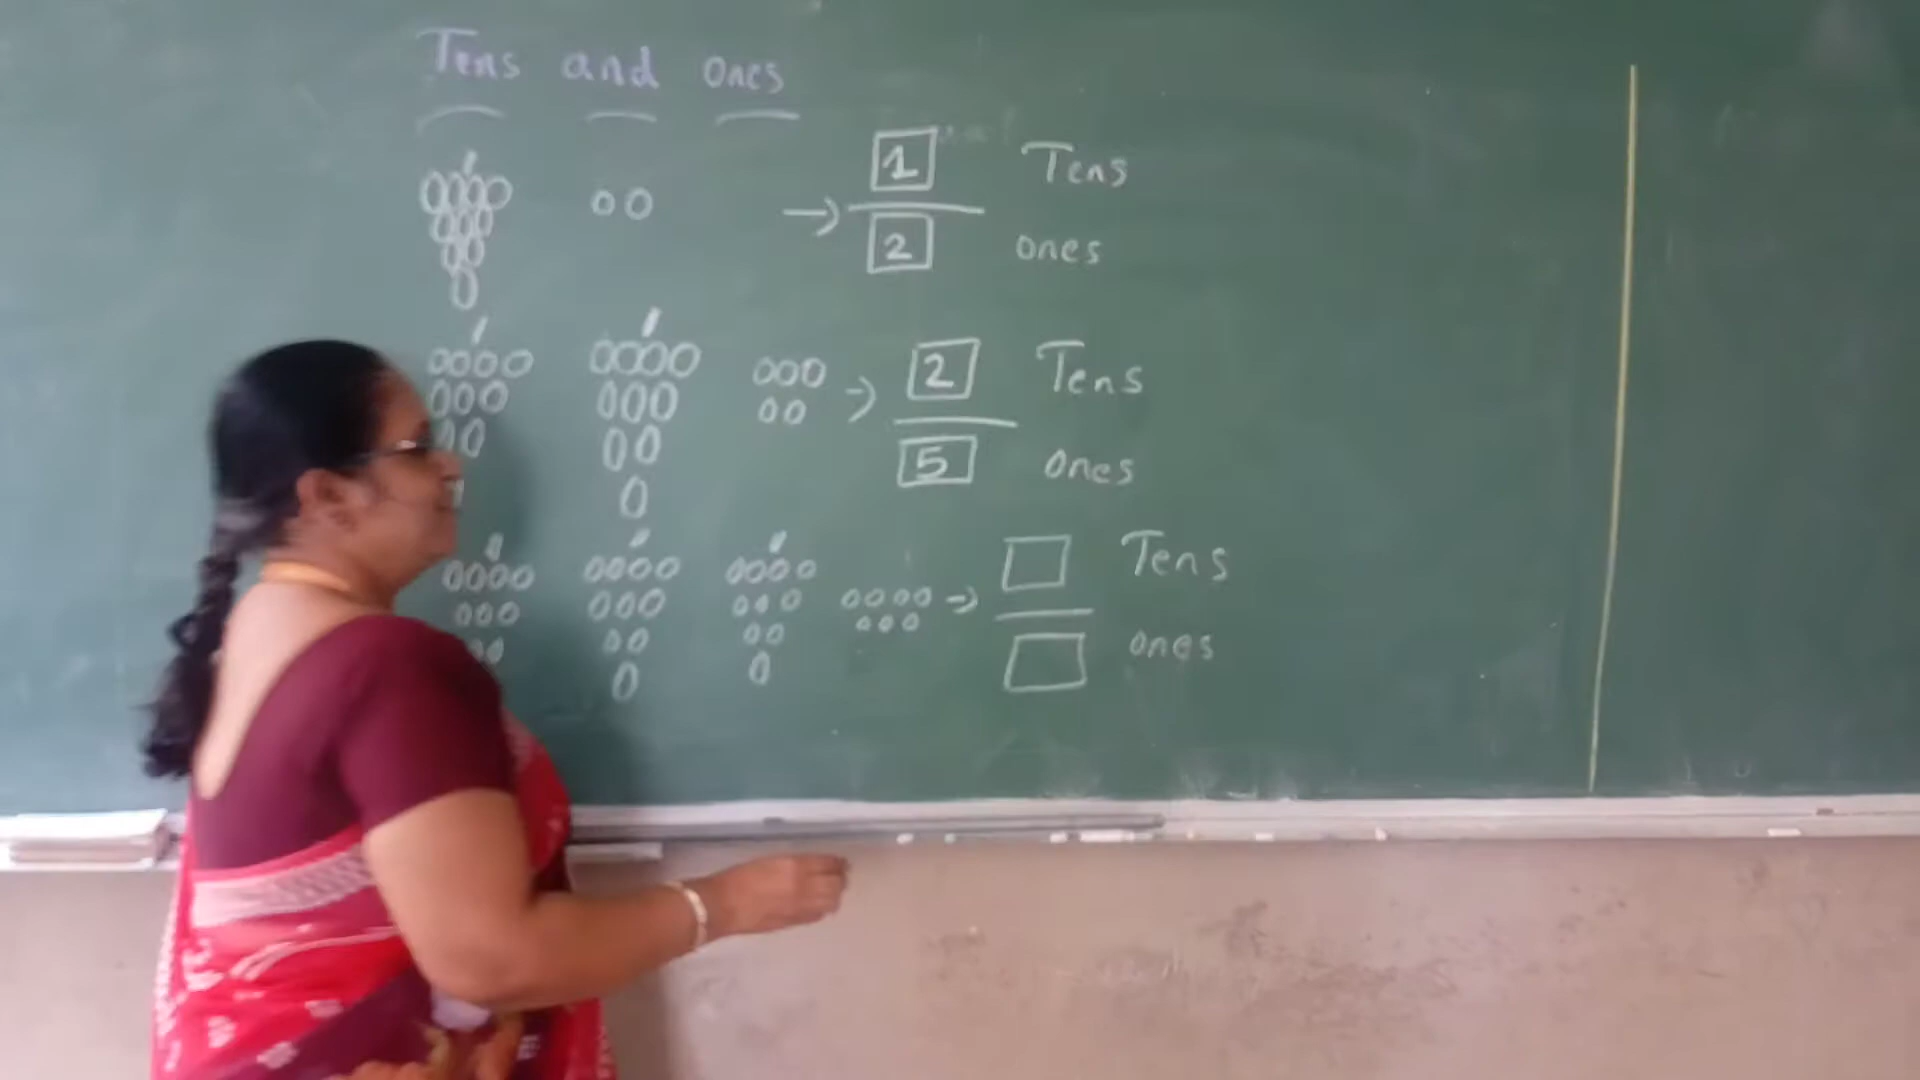 Tens and ones
1 Tens
2 ones
2 Tens
5 ones
Tens
ones